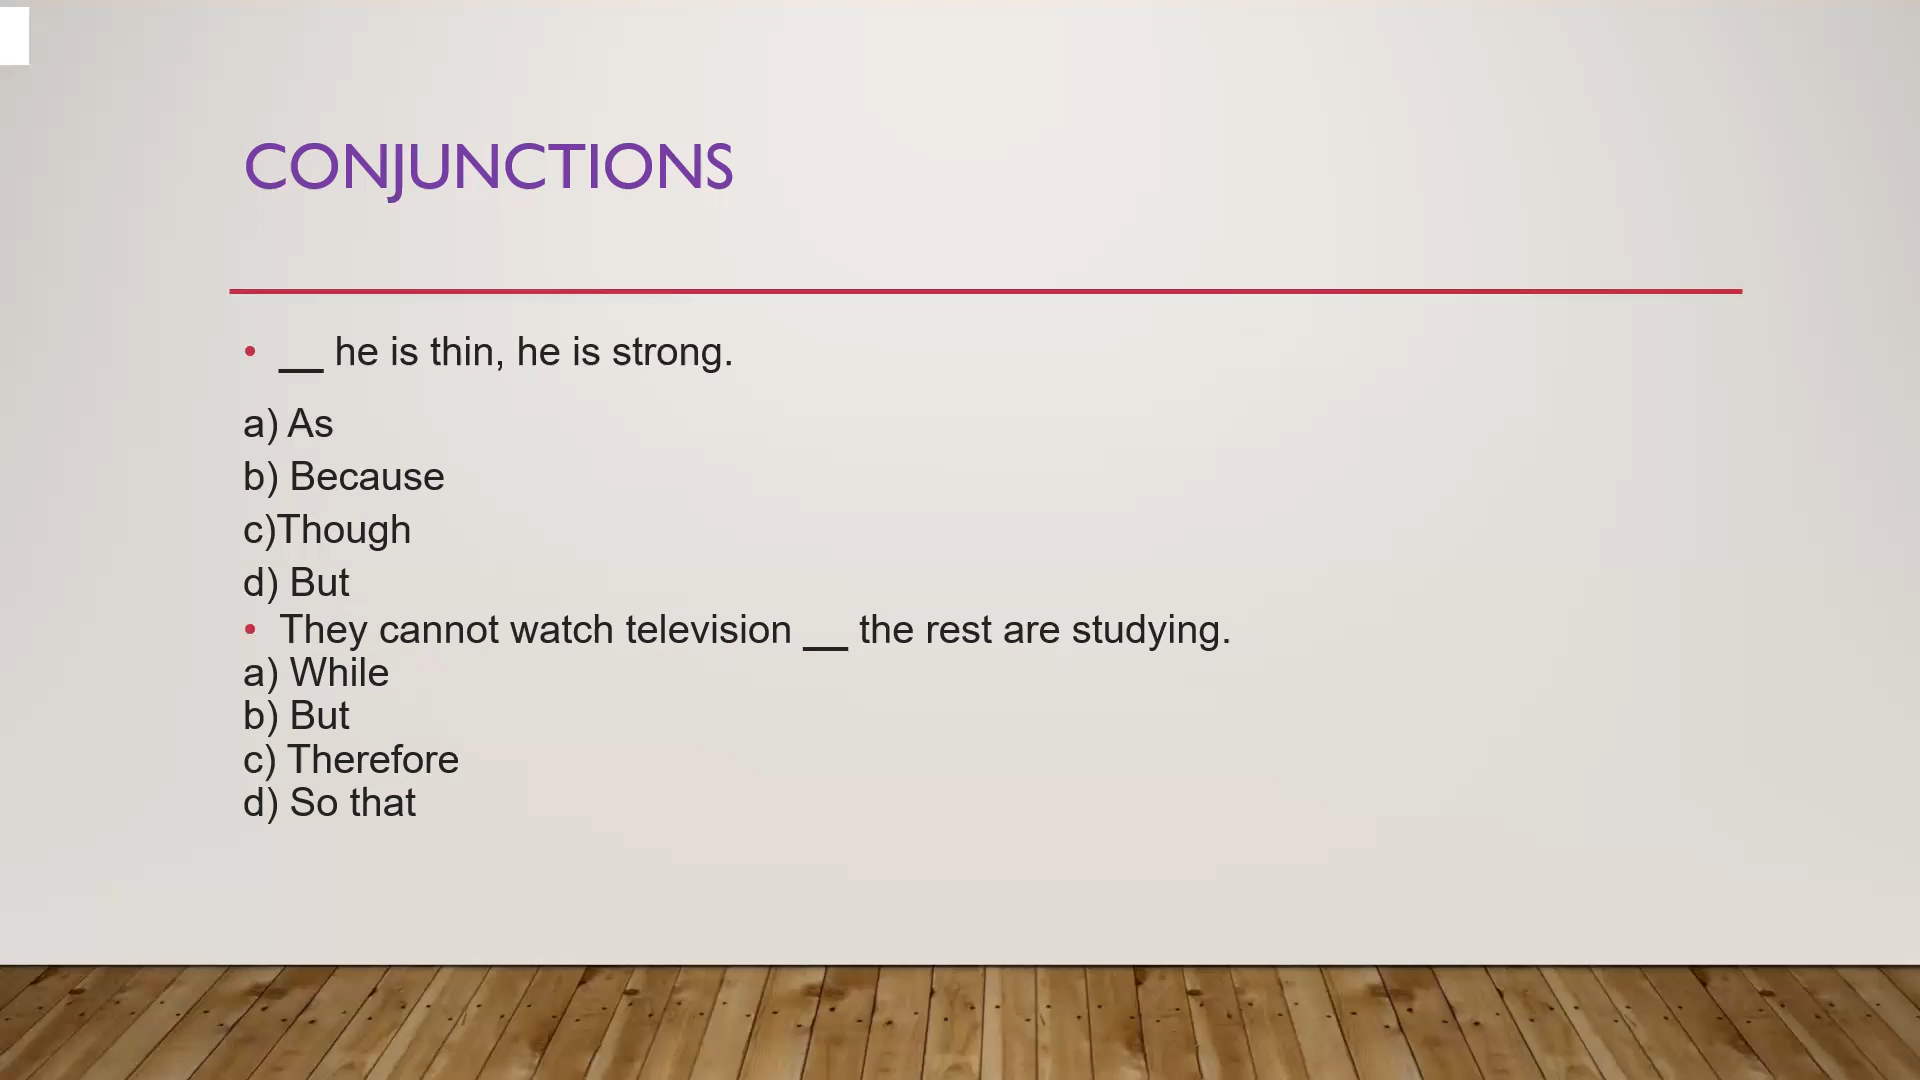 CONJUNCTIONS
• __ he is thin, he is strong.
a) As
b) Because
c)Though
d) But
• They cannot watch television __ the rest are studying.
a) While
b) But
c) Therefore
d) So that